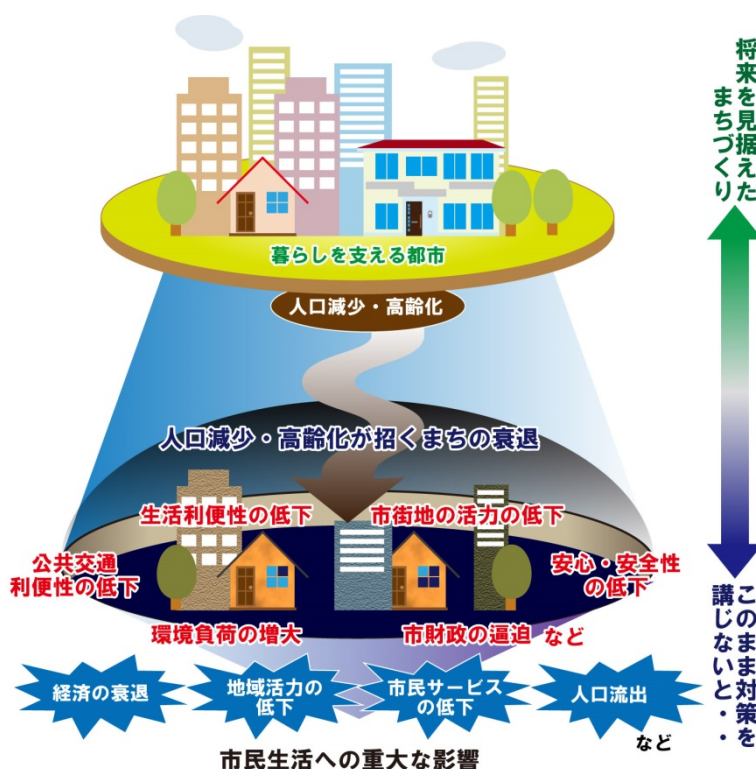 将来を見据えた
まちづくり
暮らしを支える都市
人口減少・高齢化
人口減少・高齢化が招くまちの衰退
生活利便性の低下
市街地の活力の低下
公共交通
利便性の低下
安心・安全性
の低下
環境負荷の増大
市財政の逼迫 など
このまま対策を
講じないと・・
経済の衰退
地域活力の
低下
市民サービス
の低下
人口流出
など
市民生活への重大な影響